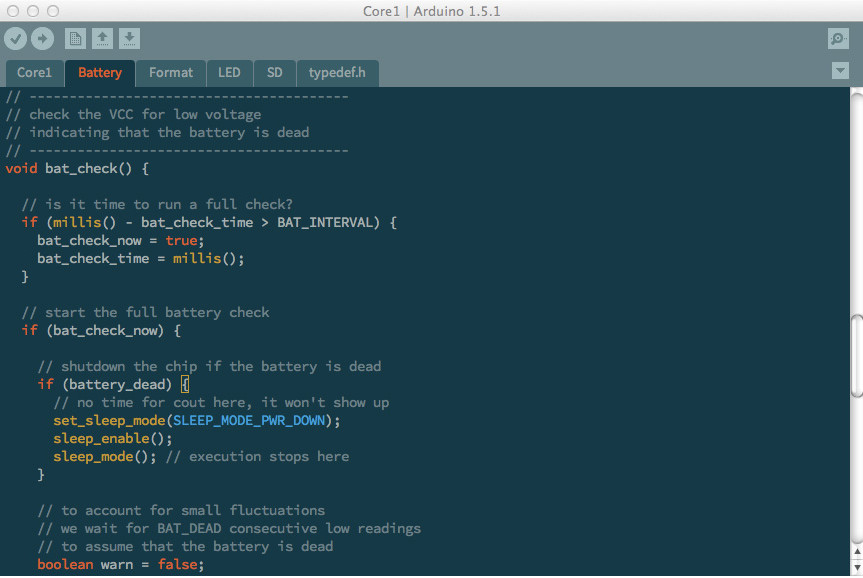 Core1 | Arduino 1.5.1
Core1 Battery Format LED SD typedef.h
// ----------------------------------------
// check the VCC for low voltage
// indicating that the battery is dead
// ----------------------------------------
void bat_check() {
// is it time to run a full check?
if (millis() - bat_check_time > BAT_INTERVAL) {
bat_check_now = true;
bat_check_time = millis();
}
// start the full battery check
if (bat_check_now) {
// shutdown the chip if the battery is dead
if (battery_dead) {
// no time for cout here, it won't show up
set_sleep_mode(SLEEP_MODE_PWR_DOWN);
sleep_enable();
sleep_mode(); // execution stops here
}
// to account for small fluctuations
// we wait for BAT_DEAD consecutive low readings
// to assume that the battery is dead
boolean warn = false;